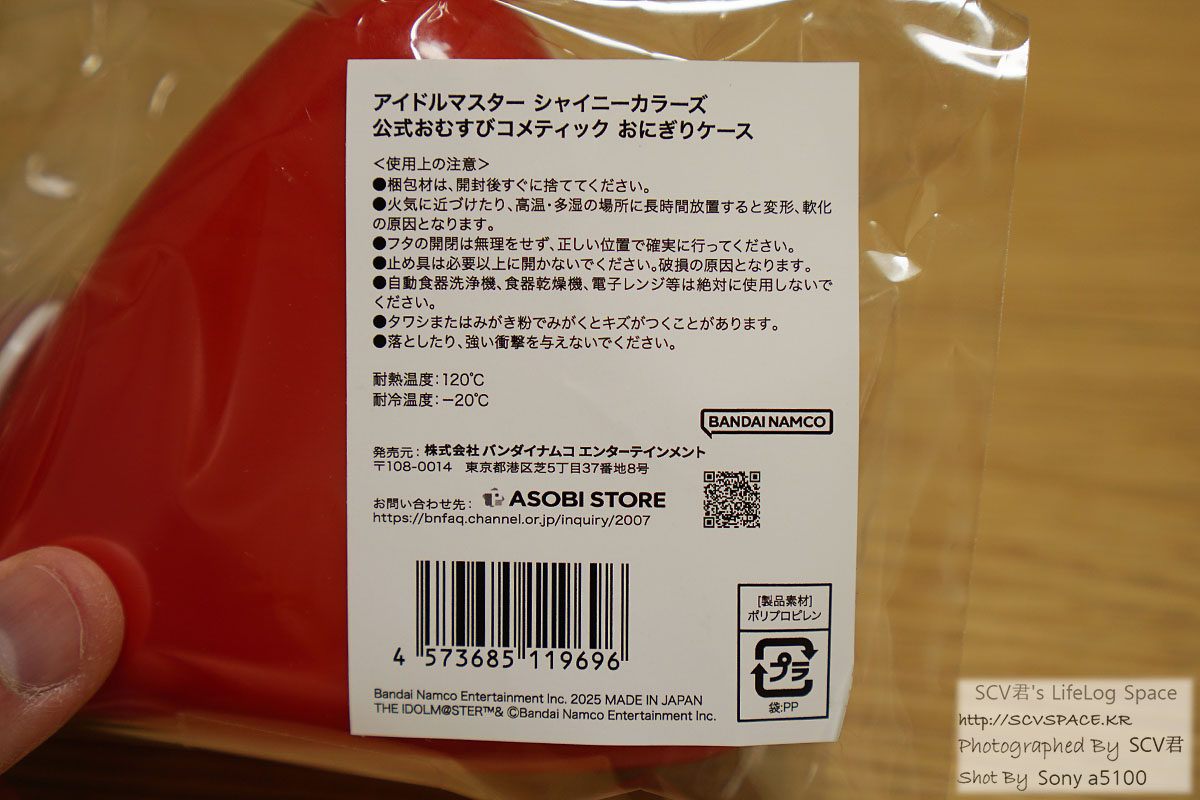 アイドルマスター シャイニーカラーズ
公式おむすびコメティック おにぎりケース
＜使用上の注意＞
●梱包材は、開封後すぐに捨ててください。
●火気に近づけたり、高温・多湿の場所に長時間放置すると変形、軟化
の原因となります。
●フタの開閉は無理をせず、正しい位置で確実に行ってください。
●止め具は必要以上に開かないでください。破損の原因となります。
●自動食器洗浄機、食器乾燥機、電子レンジ等は絶対に使用しないで
ください。
●タワシまたはみがき粉でみがくとキズがつくことがあります。
●落としたり、強い衝撃を与えないでください。
耐熱温度：120℃
耐冷温度：−20℃
BANDAI NAMCO
発売元：株式会社 バンダイナムコ エンターテインメント
〒108-0014 東京都港区芝5丁目37番地8号
お問い合わせ先： ASOBI STORE
https://bnfaq.channel.or.jp/inquiry/2007
4 573685 119696
[製品素材]
ポリプロピレン
プラ
袋:PP
Bandai Namco Entertainment Inc. 2025 MADE IN JAPAN
THE IDOLM@STER™& ©Bandai Namco Entertainment Inc.
SCV君's LifeLog Space
http://SCVSPACE.KR
Photographed By SCV君
Shot By Sony a5100